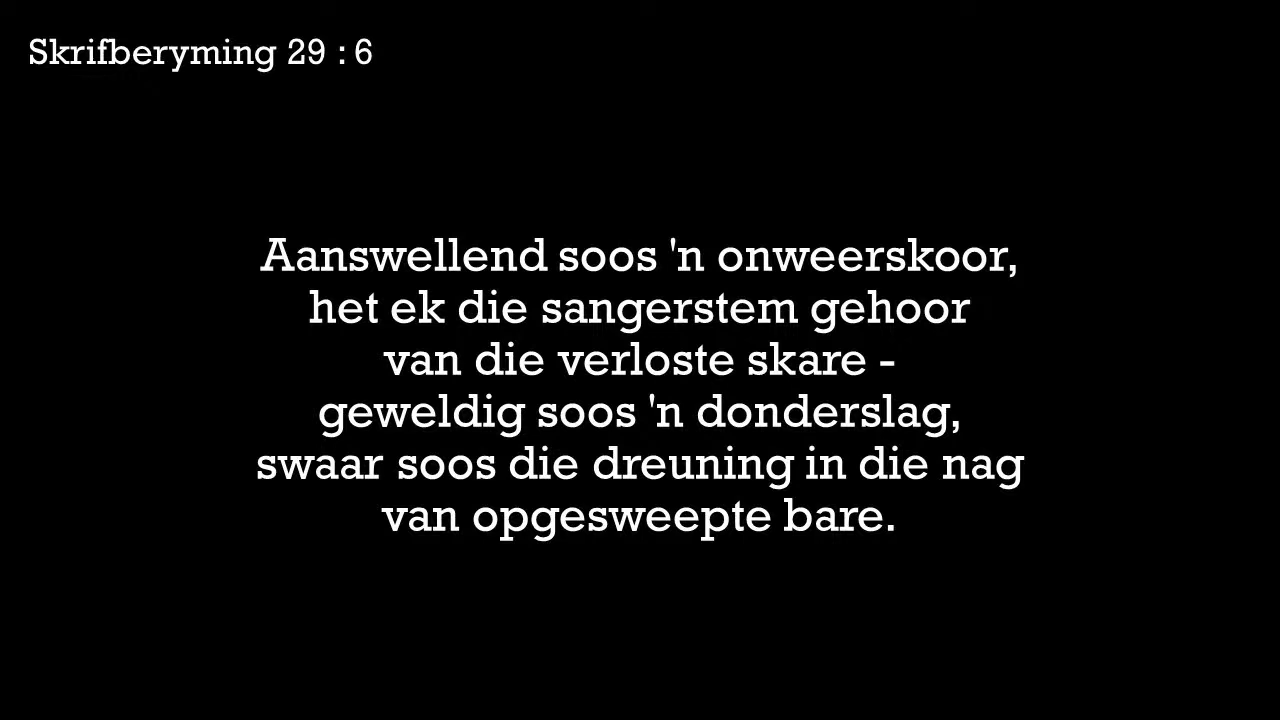 Skrifberyming 29 : 6
Aanswellend soos 'n onweerskoor,
het ek die sangerstem gehoor
van die verloste skare -
geweldig soos 'n donderslag,
swaar soos die dreuning in die nag
van opgesweepte bare.